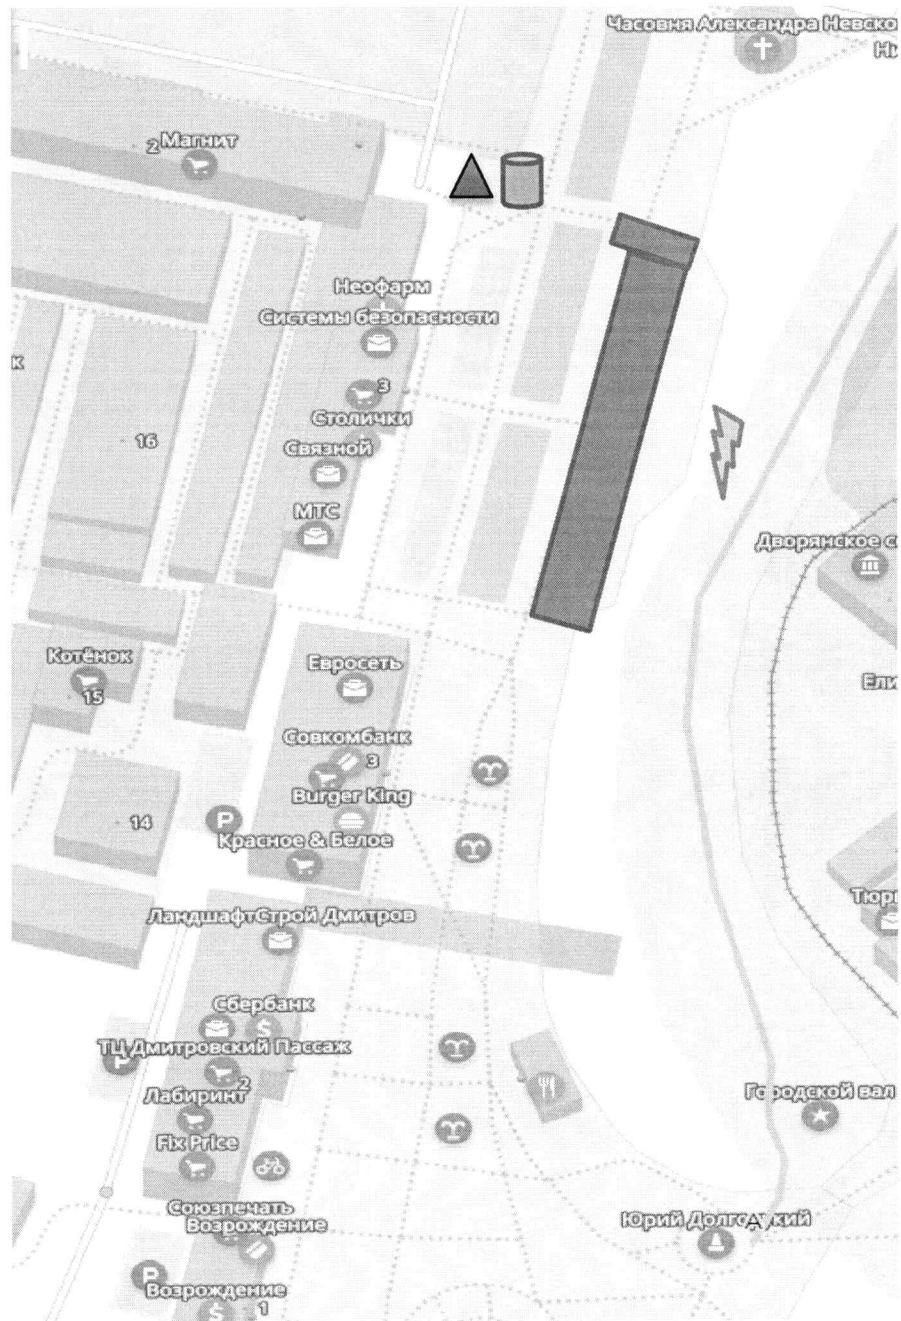 Часовня Александра Невско
Ни
2 Магнит
Неофарм
Системы безопасности
к
3
Столички
16
Связной
МТС
Дворянское с
Котёнок
15
Евросеть
Ели
Совкомбанк
3
Burger King
14
P
Красное & Белое
Тюр
ЛандшафтСтрой Дмитров
Сбербанк
$
ТЦ Дмитровский Пассаж
P
2
Лабиринт
Городской вал
Fix Price
Союзпечать
Возрождение
Юрий Долгорукий
P
Возрождение
$
1